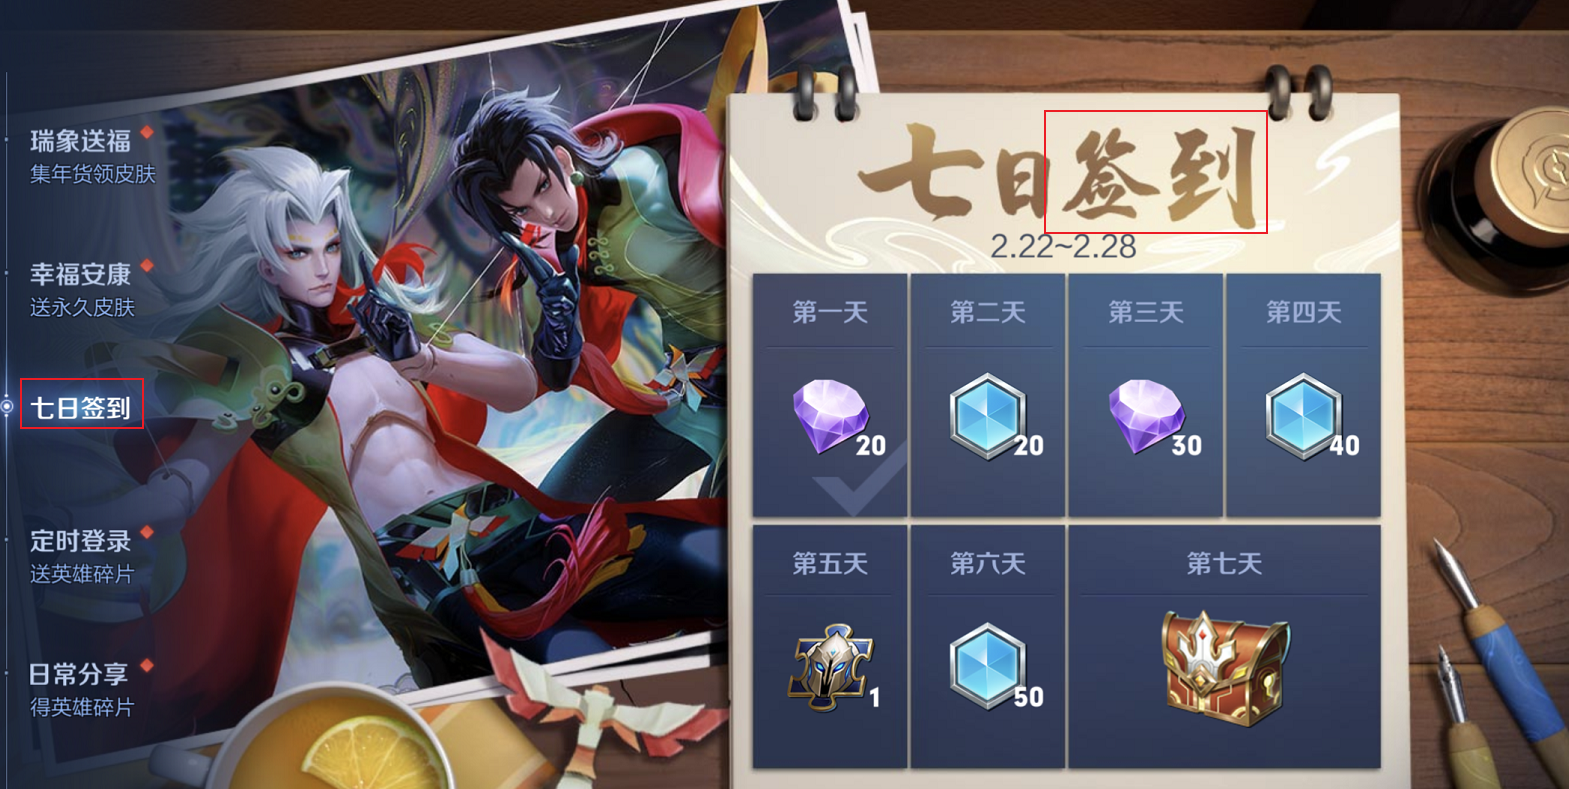 瑞象送福
集年货领皮肤
幸福安康
送永久皮肤
七日签到
定时登录
送英雄碎片
日常分享
得英雄碎片
七日签到
2.22~2.28
第一天
20
第二天
20
第三天
30
第四天
40
第五天
1
第六天
50
第七天